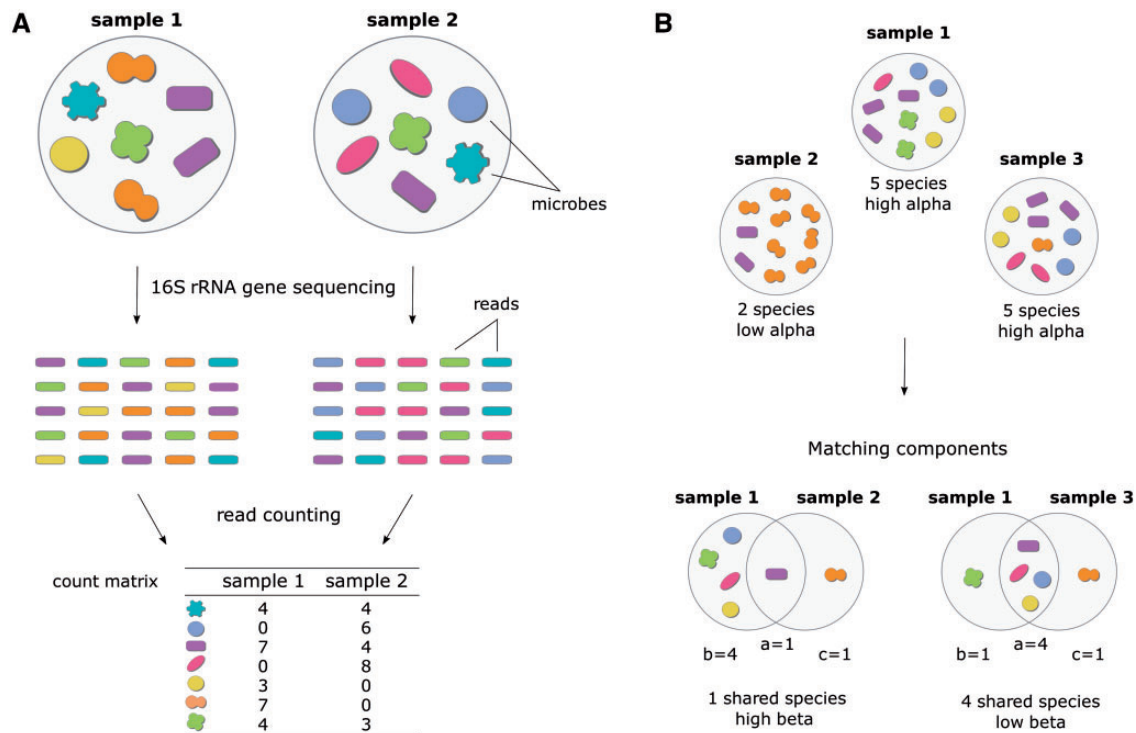 A
sample 1
sample 2
microbes
16S rRNA gene sequencing
reads
read counting
count matrix
sample 1 sample 2
4 4
0 6
7 4
0 8
3 0
7 0
4 3
B
sample 1
5 species
high alpha
sample 2
2 species
low alpha
sample 3
5 species
high alpha
Matching components
sample 1 sample 2
b=4 a=1 c=1
1 shared species
high beta
sample 1 sample 3
b=1 a=4 c=1
4 shared species
low beta